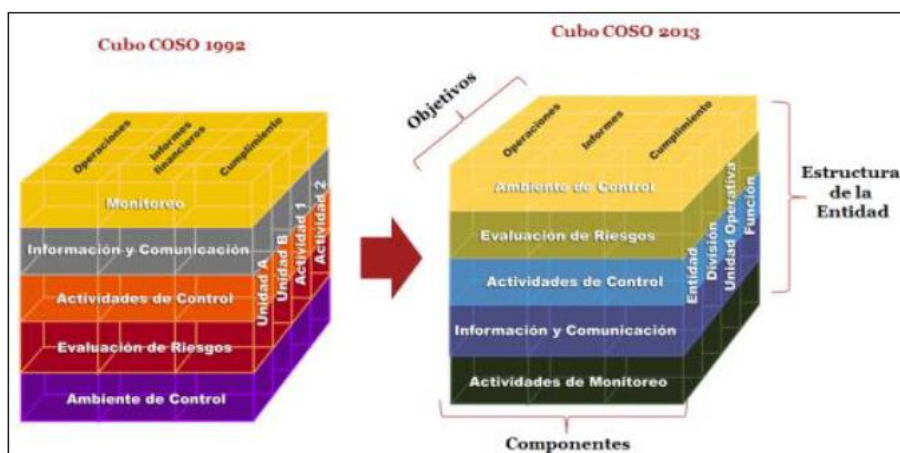 Cubo COSO 1992
Operaciones
Informes
financieros
Cumplimiento
Monitoreo
Información y Comunicación
Actividades de Control
Evaluación de Riesgos
Ambiente de Control
Unidad A
Unidad B
Actividad 1
Actividad 2
Cubo COSO 2013
Objetivos
Operaciones
Informes
Cumplimiento
Ambiente de Control
Evaluación de Riesgos
Actividades de Control
Información y Comunicación
Actividades de Monitoreo
Entidad
División
Unidad Operativa
Función
Estructura
de la
Entidad
Componentes